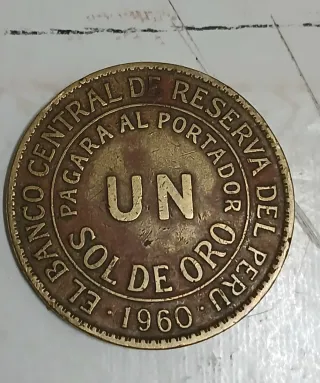 EL BANCO CENTRAL DE RESERVA DEL PERU
PAGARA AL PORTADOR
UN
SOL DE ORO
· 1960 ·